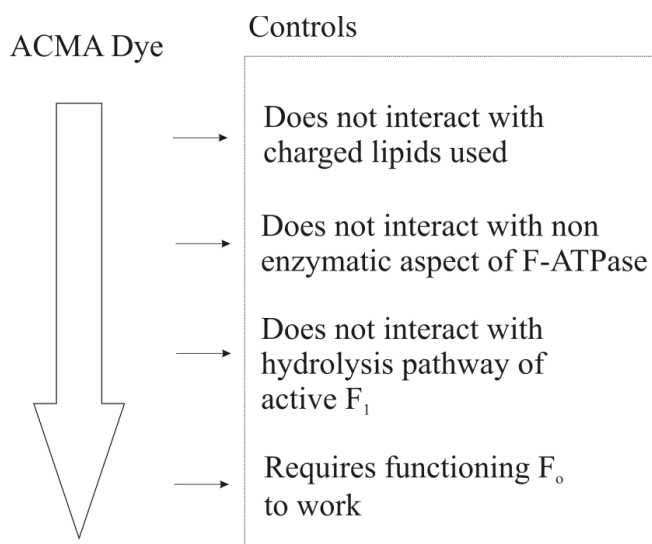 Controls
ACMA Dye
Does not interact with
charged lipids used
Does not interact with non
enzymatic aspect of F-ATPase
Does not interact with
hydrolysis pathway of
active F₁
Requires functioning Fₒ
to work